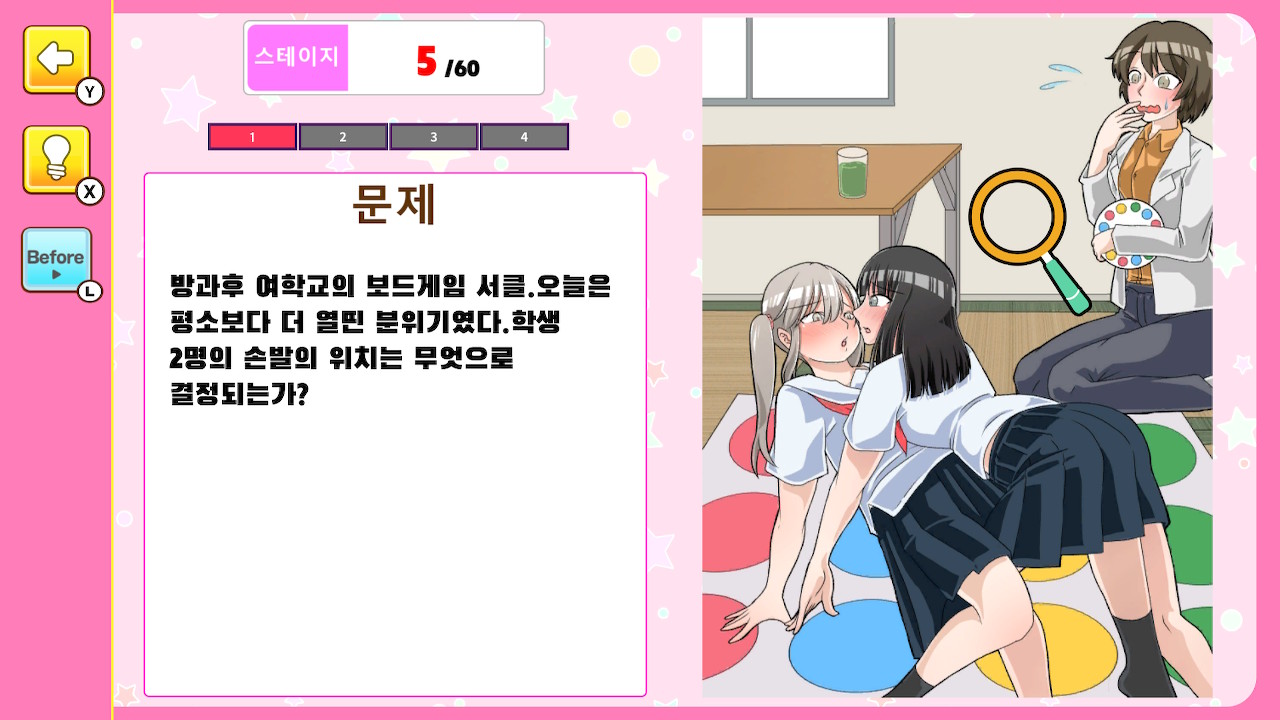 Y
X
Before
L
스테이지
5 /60
1 2 3 4
문제
방과후 여학교의 보드게임 서클.오늘은
평소보다 더 열띤 분위기였다.학생
2명의 손발의 위치는 무엇으로
결정되는가?